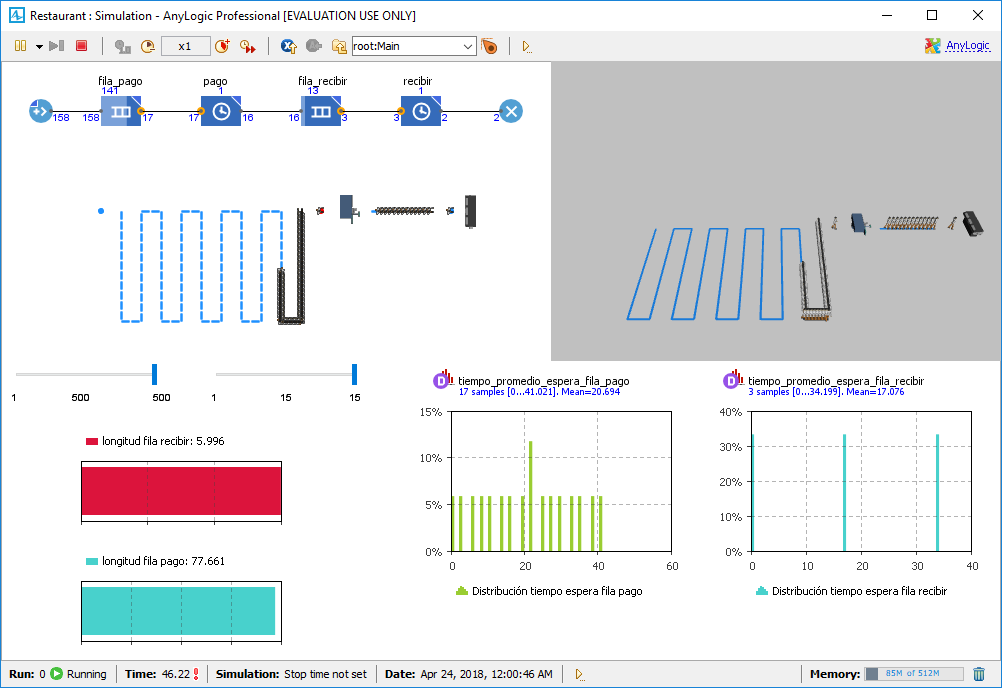 Restaurant : Simulation - AnyLogic Professional [EVALUATION USE ONLY]
x1
root:Main
AnyLogic
fila_pago pago fila_recibir recibir
141 1 13 1
158 158 17 17 16 16 3 3 2 2
1 500 500 1 15 15
longitud fila recibir: 5.996
longitud fila pago: 77.661
tiempo_promedio_espera_fila_pago
17 samples [0...41.021]. Mean=20.694
15%
10%
5%
0%
0 20 40 60
Distribución tiempo espera fila pago
tiempo_promedio_espera_fila_recibir
3 samples [0...34.199]. Mean=17.076
40%
30%
20%
10%
0%
0 10 20 30 40
Distribución tiempo espera fila recibir
Run: 0 Running Time: 46.22 Simulation: Stop time not set Date: Apr 24, 2018, 12:00:46 AM Memory: 85M of 512M